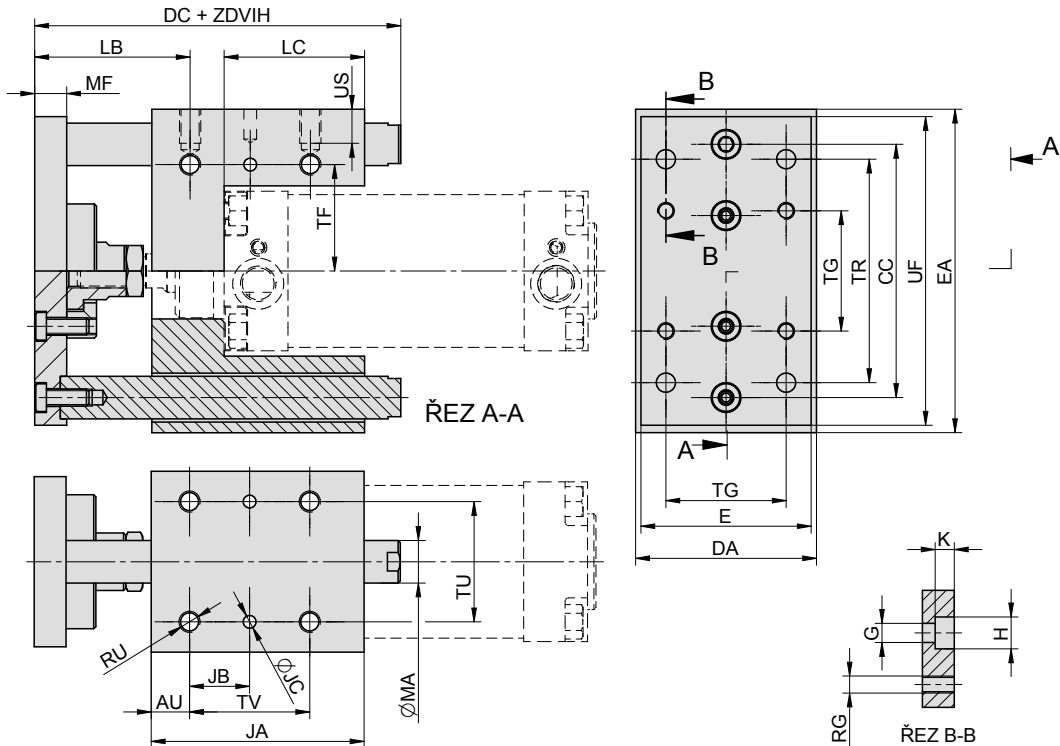 DC + ZDVIH
LB
LC
MF
US
TF
ŘEZ A-A
B
B
A
A
TG
TR
CC
UF
EA
TG
E
DA
RU
JB
ØJC
AU
TV
JA
ØMA
TU
K
G
H
RG
ŘEZ B-B